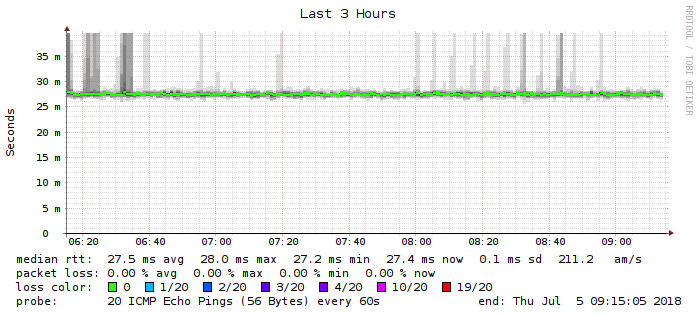 Last 3 Hours
RRDTOOL / TOBI OETIKER
Seconds
35 m
30 m
25 m
20 m
15 m
10 m
5 m
0
06:20 06:40 07:00 07:20 07:40 08:00 08:20 08:40 09:00
median rtt: 27.5 ms avg 28.0 ms max 27.2 ms min 27.4 ms now 0.1 ms sd 211.2 am/s
packet loss: 0.00 % avg 0.00 % max 0.00 % min 0.00 % now
loss color: 0 1/20 2/20 3/20 4/20 10/20 19/20
probe: 20 ICMP Echo Pings (56 Bytes) every 60s end: Thu Jul 5 09:15:05 2018